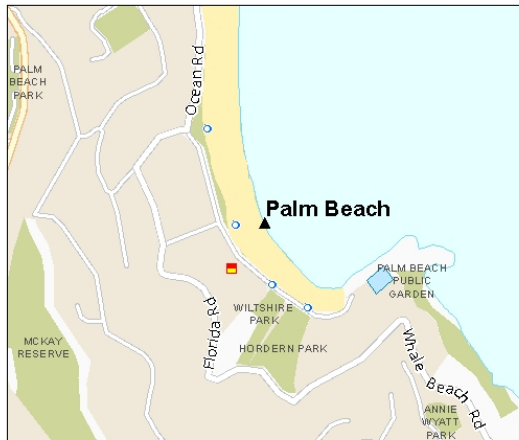 PALM
BEACH
PARK
Ocean Rd
Palm Beach
PALM BEACH
PUBLIC
GARDEN
WILTSHIRE
PARK
Florida Rd
HORDERN PARK
MCKAY
RESERVE
Whale Beach Rd
ANNIE
WYATT
PARK